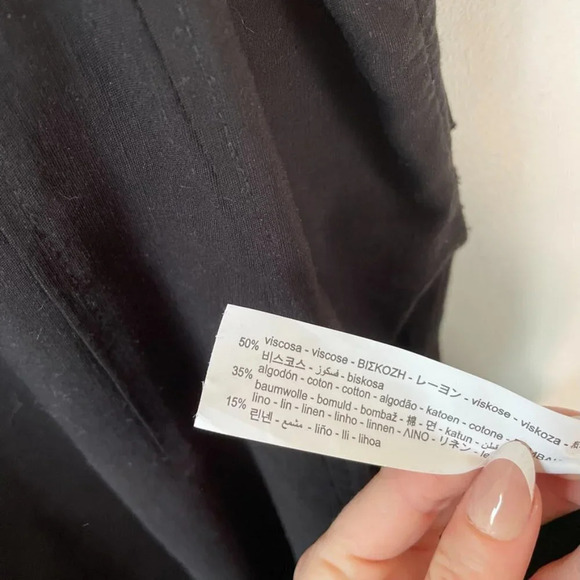 50% viscosa - viscose - ΒΙΣΚΟΖΗ - レーヨン - viskose - viskoza -
비스코스 - فسكوز - biskosa
35% algodón - coton - cotton - algodão - katoen - cotone -
baumwolle - bomuld - bombaž - 棉 - 면 - katun - قطن -
15% lino - lin - linen - linho - linnen - ΛΙΝΟ - リネン -
린넨 - مشمع - liño - lli - lihoa